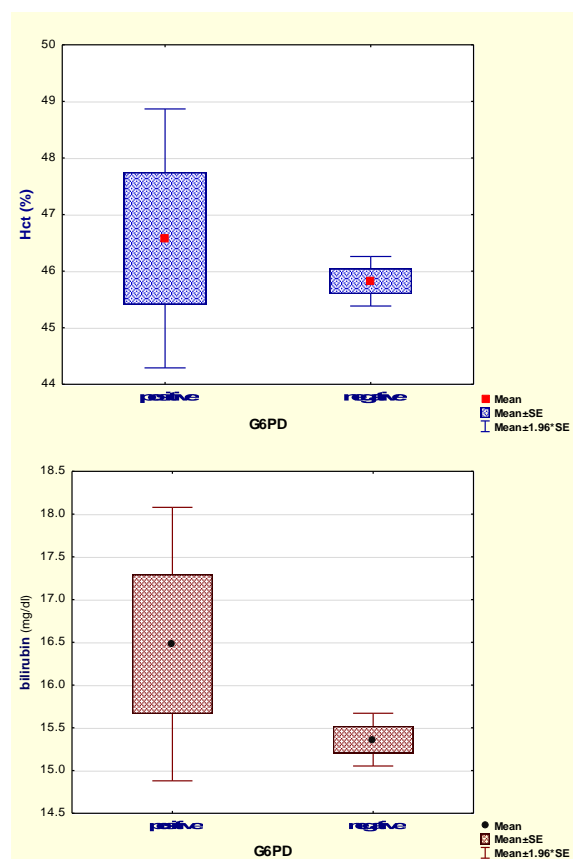 50
49
48
47
46
45
44
Hct (%)
positive
negative
G6PD
Mean
Mean±SE
Mean±1.96*SE
18.5
18.0
17.5
17.0
16.5
16.0
15.5
15.0
14.5
bilirubin (mg/dl)
positive
negative
G6PD
Mean
Mean±SE
Mean±1.96*SE